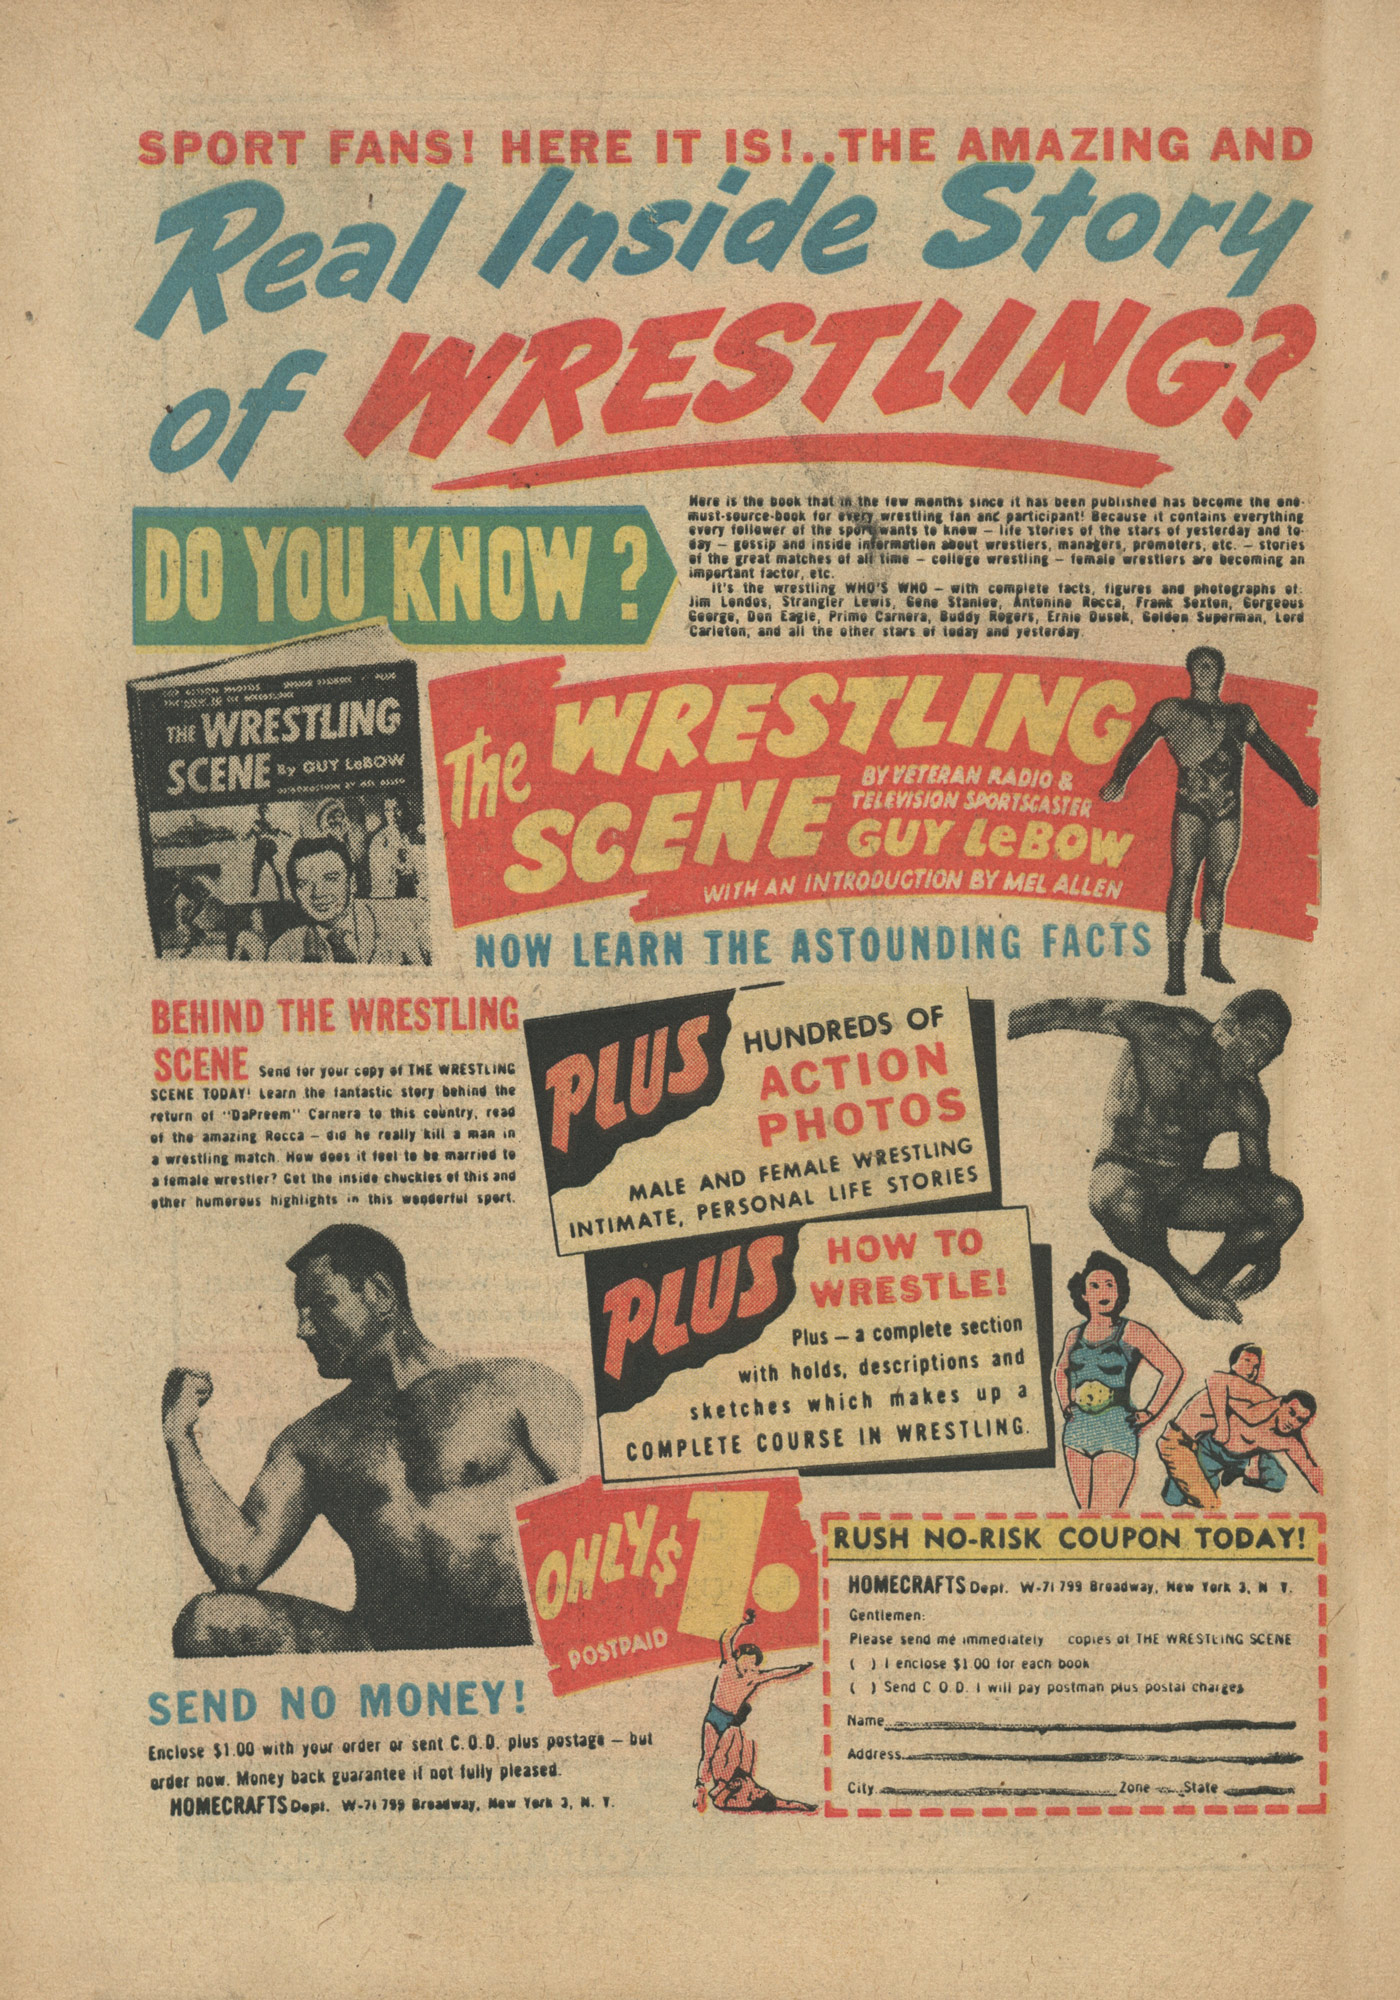 SPORT FANS! HERE IT IS!..THE AMAZING AND
Real Inside Story
of WRESTLING?
DO YOU KNOW?
Here is the book that in the few months since it has been published has become the one-
must-source-book for every wrestling fan and participant! Because it contains everything
every follower of the sport wants to know — life stories of the stars of yesterday and to-
day — gossip and inside information about wrestlers, managers, promoters, etc. — stories
of the great matches of all time — college wrestling — female wrestlers are becoming an
important factor, etc.
It's the wrestling WHO'S WHO — with complete facts, figures and photographs of:
Jim Londos, Strangler Lewis, Gene Stanlee, Antonino Rocca, Frank Sexton, Gorgeous
George, Don Eagle, Primo Carnera, Buddy Rogers, Ernie Dusek, Golden Superman, Lord
Carleton, and all the other stars of today and yesterday.
ACTION PHOTOS INSIDE STORIES PLUS
THE WRESTLING
SCENE By GUY LeBOW
INTRODUCTION BY MEL ALLEN
The WRESTLING
SCENE
BY VETERAN RADIO &
TELEVISION SPORTSCASTER
GUY LeBOW
WITH AN INTRODUCTION BY MEL ALLEN
NOW LEARN THE ASTOUNDING FACTS
BEHIND THE WRESTLING
SCENE Send for your copy of THE WRESTLING
SCENE TODAY! Learn the fantastic story behind the
return of "DaPreem" Carnera to this country, read
of the amazing Rocca — did he really kill a man in
a wrestling match. How does it feel to be married to
a female wrestler? Get the inside chuckles of this and
other humorous highlights in this wonderful sport.
PLUS
HUNDREDS OF
ACTION
PHOTOS
MALE AND FEMALE WRESTLING
INTIMATE, PERSONAL LIFE STORIES
PLUS
HOW TO
WRESTLE!
Plus — a complete section
with holds, descriptions and
sketches which makes up a
COMPLETE COURSE IN WRESTLING.
ONLY $1.
POSTPAID
SEND NO MONEY!
Enclose $1.00 with your order or sent C.O.D. plus postage — but
order now. Money back guarantee if not fully pleased.
HOMECRAFTS Dept. W-71 799 Broadway, New York 3, N. Y.
RUSH NO-RISK COUPON TODAY!
HOMECRAFTS Dept. W-71 799 Broadway, New York 3, N. Y.
Gentlemen:
Please send me immediately copies of THE WRESTLING SCENE
( ) I enclose $1.00 for each book
( ) Send C.O.D. I will pay postman plus postal charges
Name
Address
City Zone State